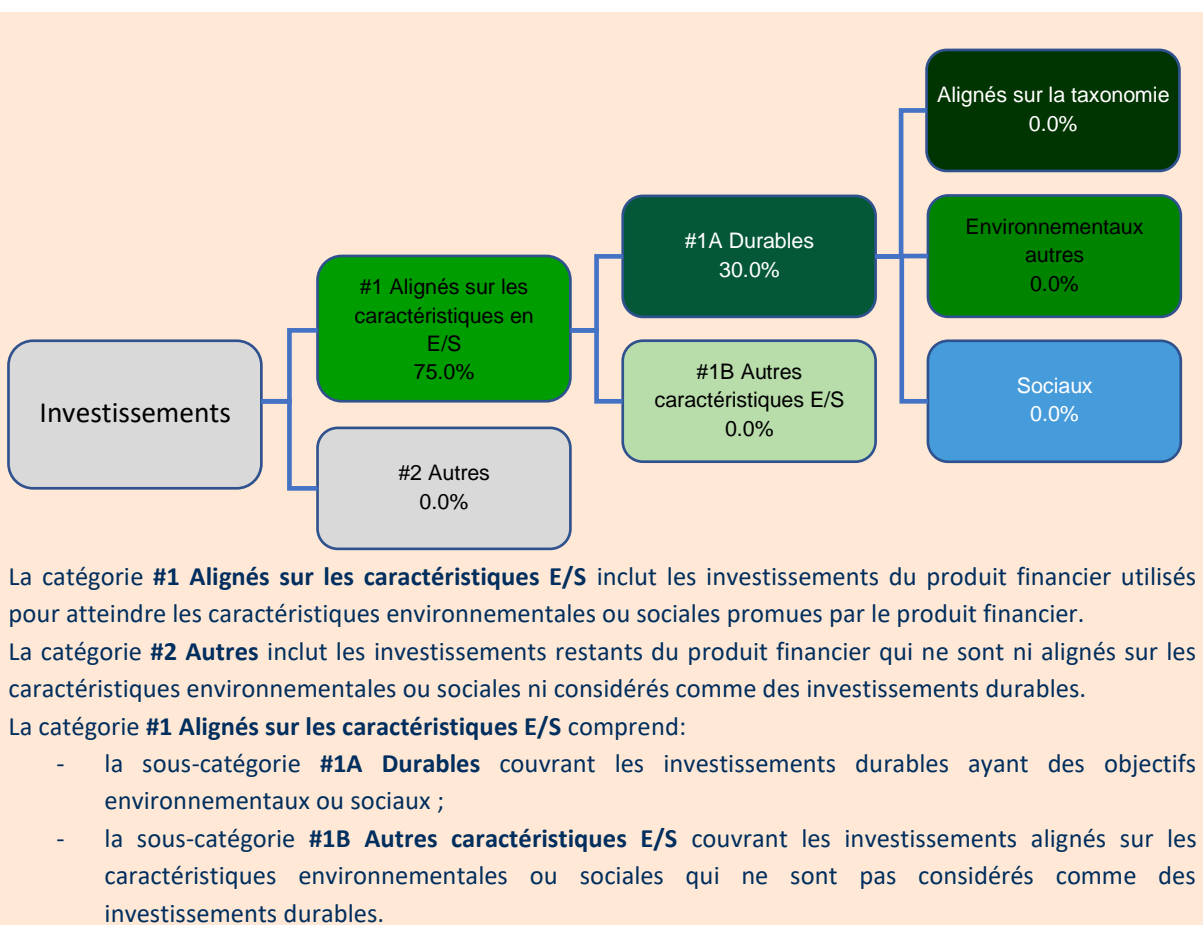 Alignés sur la taxonomie
0.0%
#1A Durables
30.0%
Environnementaux
autres
0.0%
#1 Alignés sur les
caractéristiques en
E/S
75.0%
Investissements
#1B Autres
caractéristiques E/S
0.0%
Sociaux
0.0%
#2 Autres
0.0%
La catégorie #1 Alignés sur les caractéristiques E/S inclut les investissements du produit financier utilisés
pour atteindre les caractéristiques environnementales ou sociales promues par le produit financier.
La catégorie #2 Autres inclut les investissements restants du produit financier qui ne sont ni alignés sur les
caractéristiques environnementales ou sociales ni considérés comme des investissements durables.
La catégorie #1 Alignés sur les caractéristiques E/S comprend:
- la sous-catégorie #1A Durables couvrant les investissements durables ayant des objectifs
environnementaux ou sociaux ;
- la sous-catégorie #1B Autres caractéristiques E/S couvrant les investissements alignés sur les
caractéristiques environnementales ou sociales qui ne sont pas considérés comme des
investissements durables.